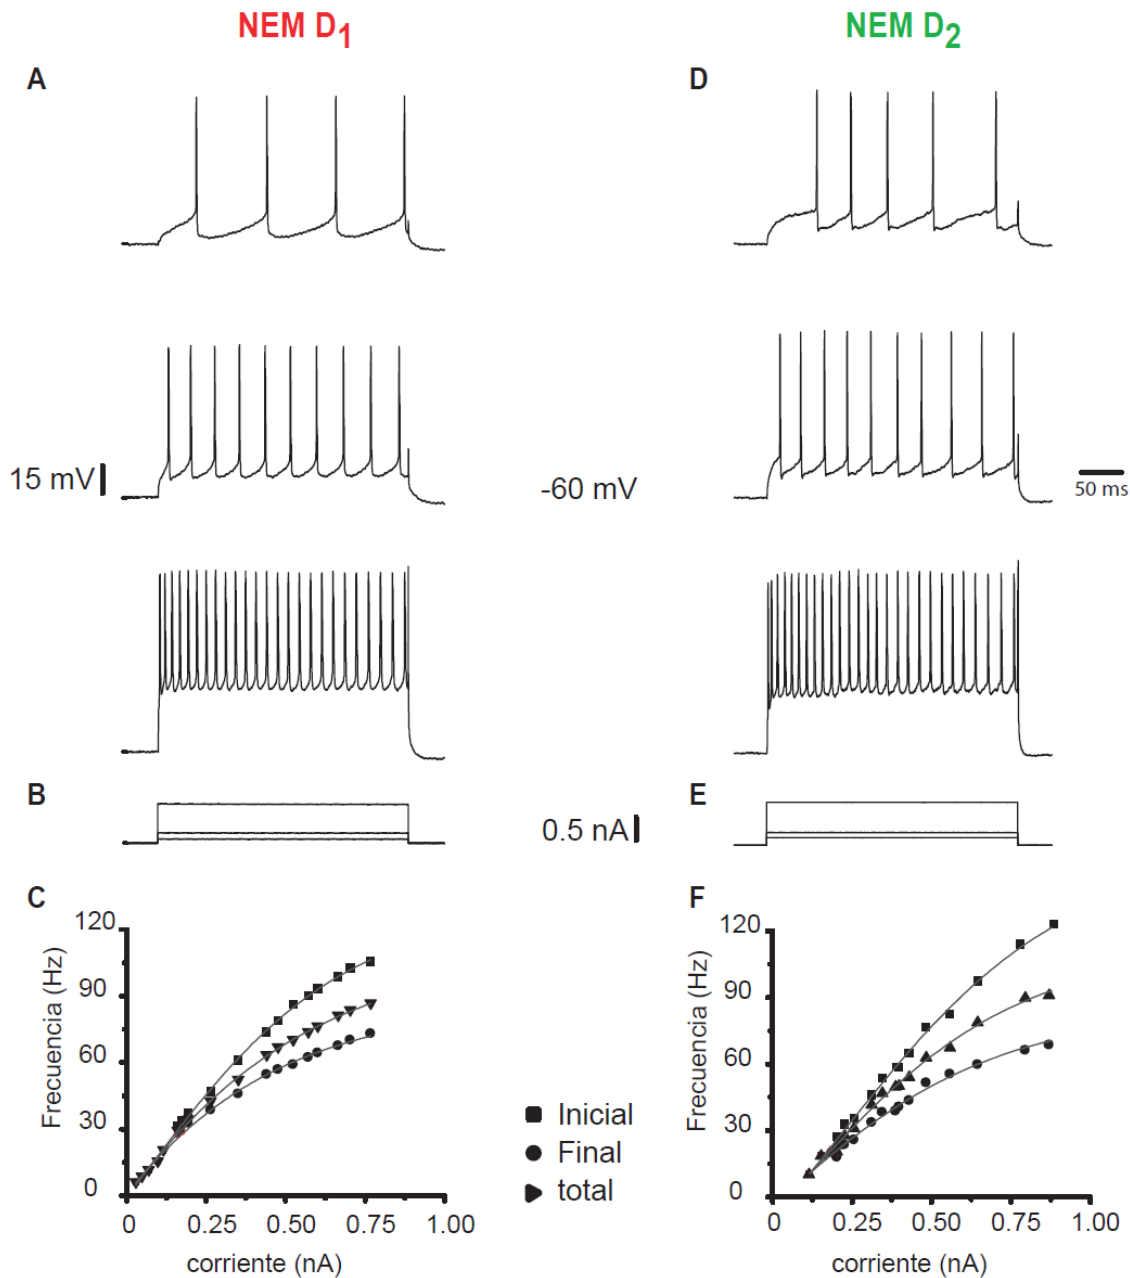 NEM D1
NEM D2
A
D
15 mV
-60 mV
50 ms
B
E
0.5 nA
C
F
120
90
60
30
0
Frecuencia (Hz)
0
0.25
0.50
0.75
1.00
corriente (nA)
Inicial
Final
total
120
90
60
30
0
Frecuencia (Hz)
0
0.25
0.50
0.75
1.00
corriente (nA)